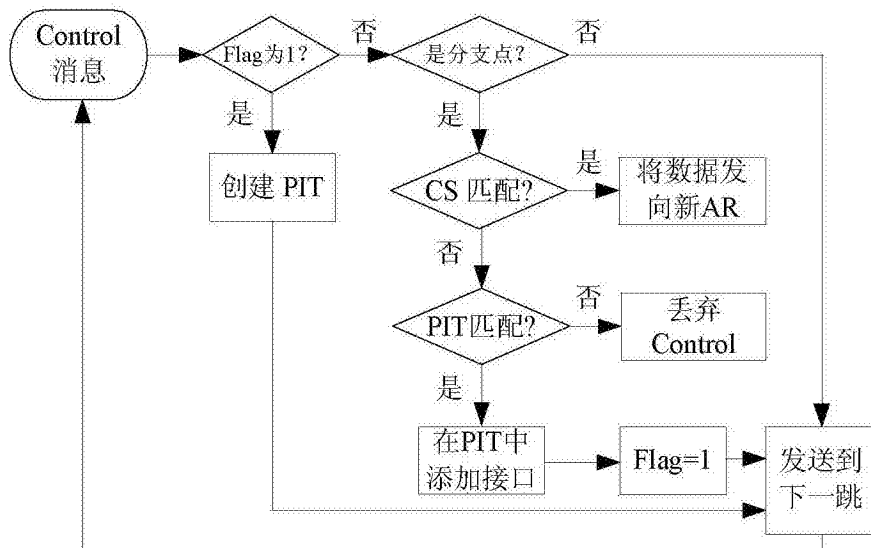 Control
消息
Flag为1?
否
是分支点?
否
是
是
创建 PIT
CS 匹配?
是
将数据发
向新AR
否
PIT匹配?
否
丢弃
Control
是
在PIT中
添加接口
Flag=1
发送到
下一跳